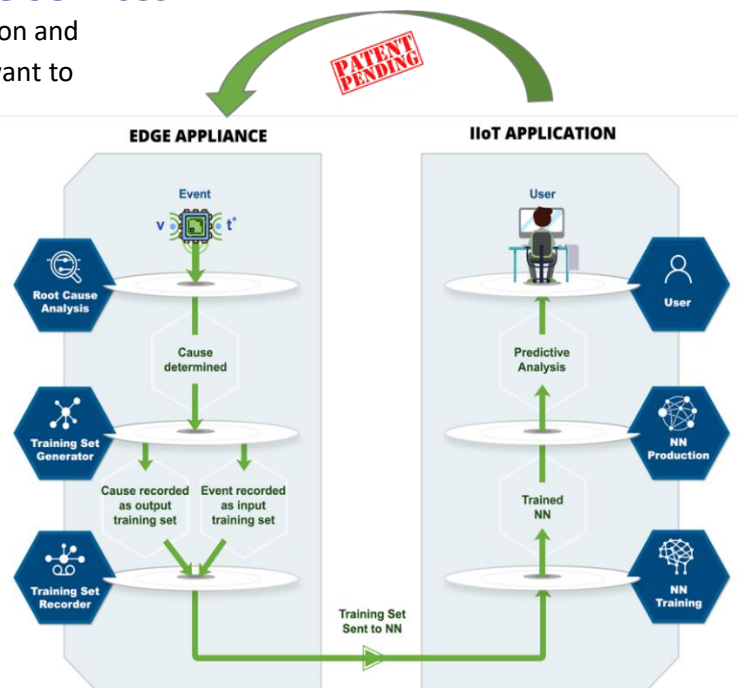 on and
vant to
PATENT
PENDING
EDGE APPLIANCE
IIoT APPLICATION
Event
v
t°
User
Root Cause
Analysis
User
Cause
determined
Predictive
Analysis
Training Set
Generator
NN
Production
Cause recorded
as output
training set
Event recorded
as input
training set
Trained
NN
Training Set
Recorder
NN
Training
Training Set
Sent to NN